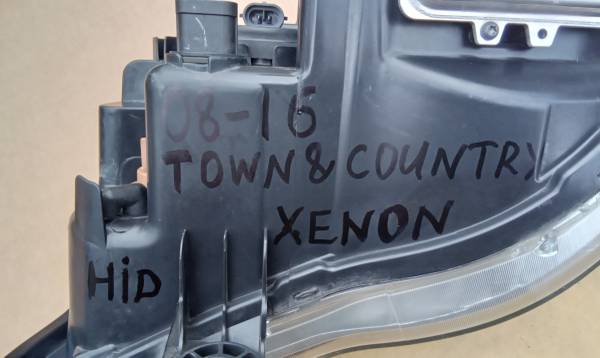 08-16
TOWN & COUNTRY
XENON
HiD